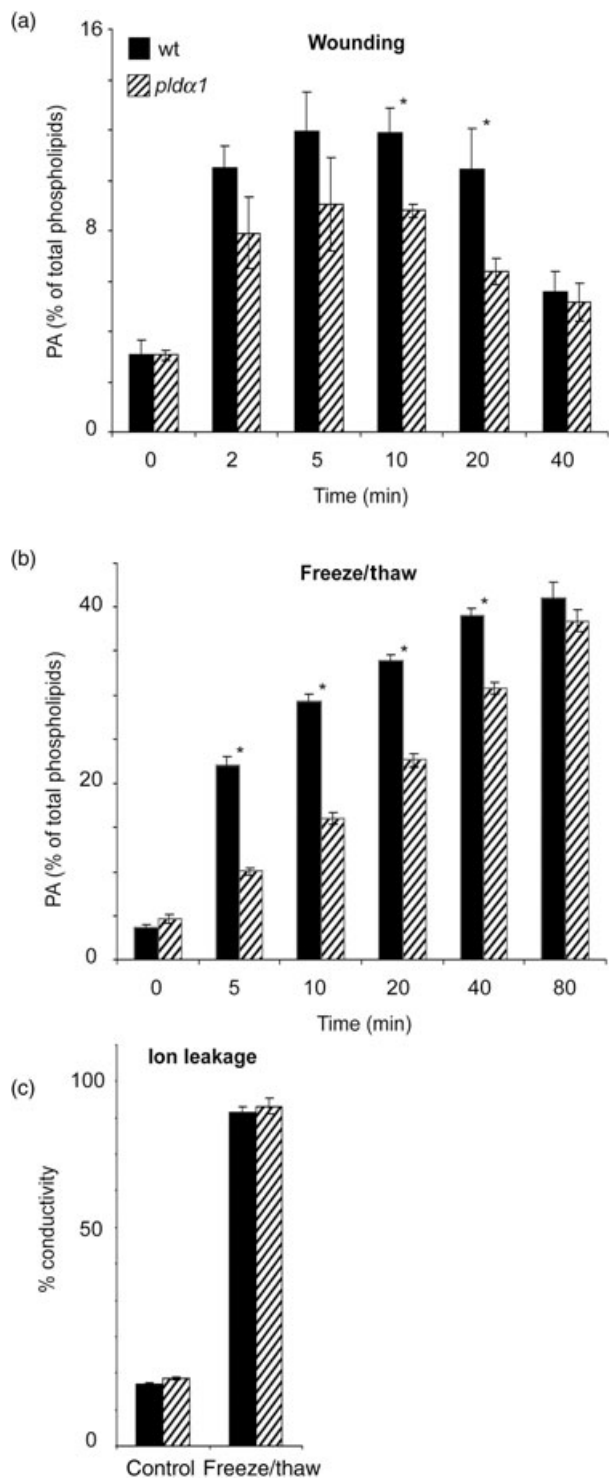 (a)
16
Wounding
wt
pldα1
*
*
8
0
PA (% of total phospholipids)
0 2 5 10 20 40
Time (min)
(b)
Freeze/thaw
40
*
*
*
*
20
0
PA (% of total phospholipids)
0 5 10 20 40 80
Time (min)
(c)
Ion leakage
100
50
0
% conductivity
Control Freeze/thaw